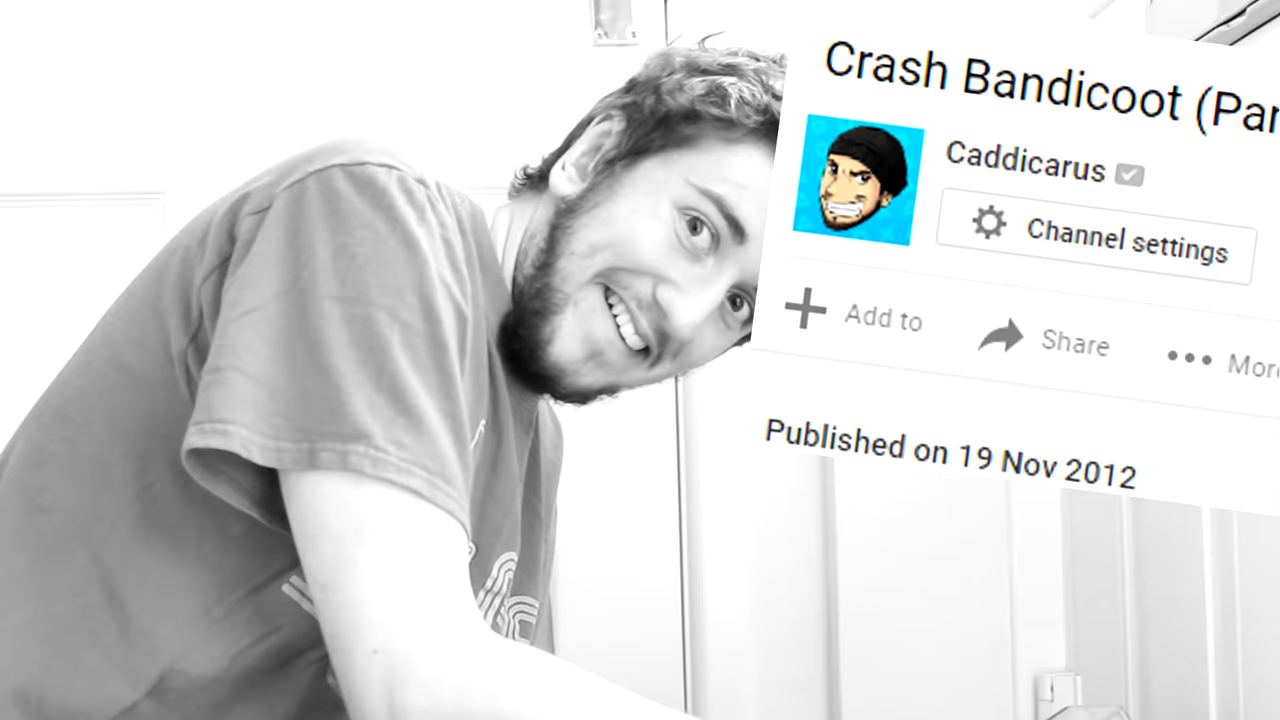 Crash Bandicoot (Par
Caddicarus
Channel settings
Add to
Share
More
Published on 19 Nov 2012